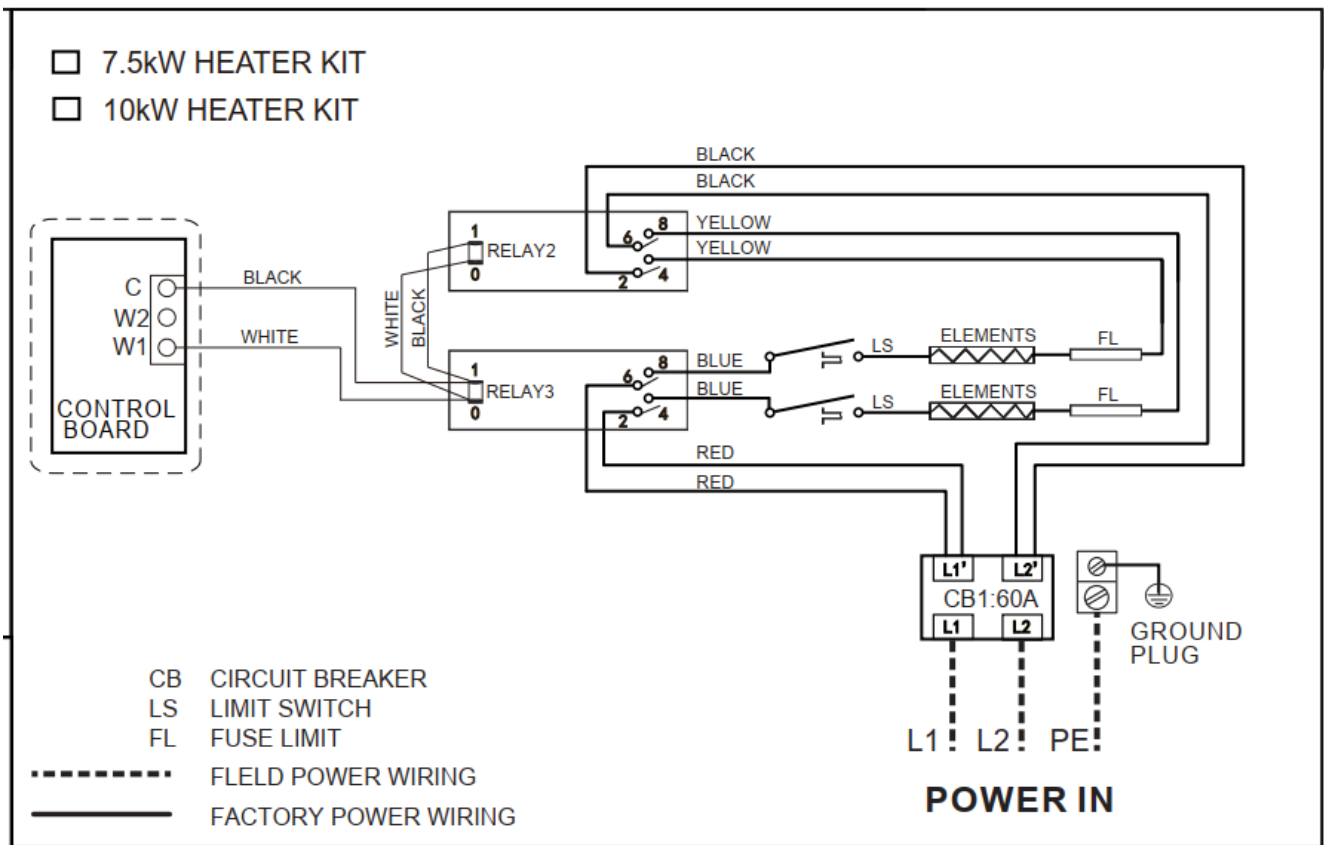 7.5kW HEATER KIT
10kW HEATER KIT
BLACK
BLACK
YELLOW
YELLOW
1
RELAY2
0
8
6
2
4
C
W2
W1
CONTROL
BOARD
BLACK
WHITE
WHITE
BLACK
1
RELAY3
0
8
6
2
4
BLUE
BLUE
LS
LS
ELEMENTS
ELEMENTS
FL
FL
RED
RED
L1' L2'
CB1:60A
L1 L2
GROUND
PLUG
L1 L2 PE
POWER IN
CB CIRCUIT BREAKER
LS LIMIT SWITCH
FL FUSE LIMIT
FLELD POWER WIRING
FACTORY POWER WIRING